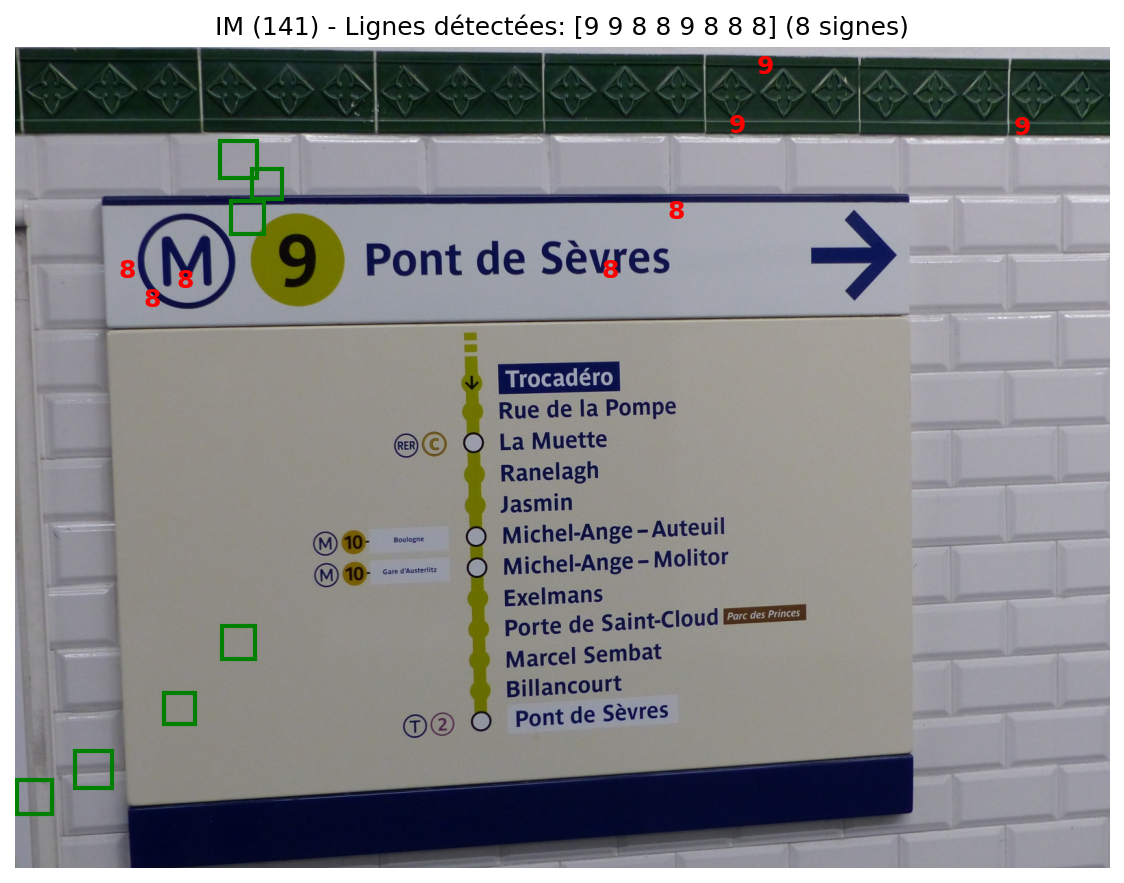 IM (141) - Lignes détectées: [9 9 8 8 9 8 8 8] (8 signes)
9
9
9
8
M 9 Pont de Sèvres
8
8
8
8
Trocadéro
Rue de la Pompe
RER C La Muette
Ranelagh
Jasmin
M 10 Boulogne Michel-Ange – Auteuil
M 10 Gare d'Austerlitz Michel-Ange – Molitor
Exelmans
Porte de Saint-Cloud Parc des Princes
Marcel Sembat
Billancourt
T 2 Pont de Sèvres